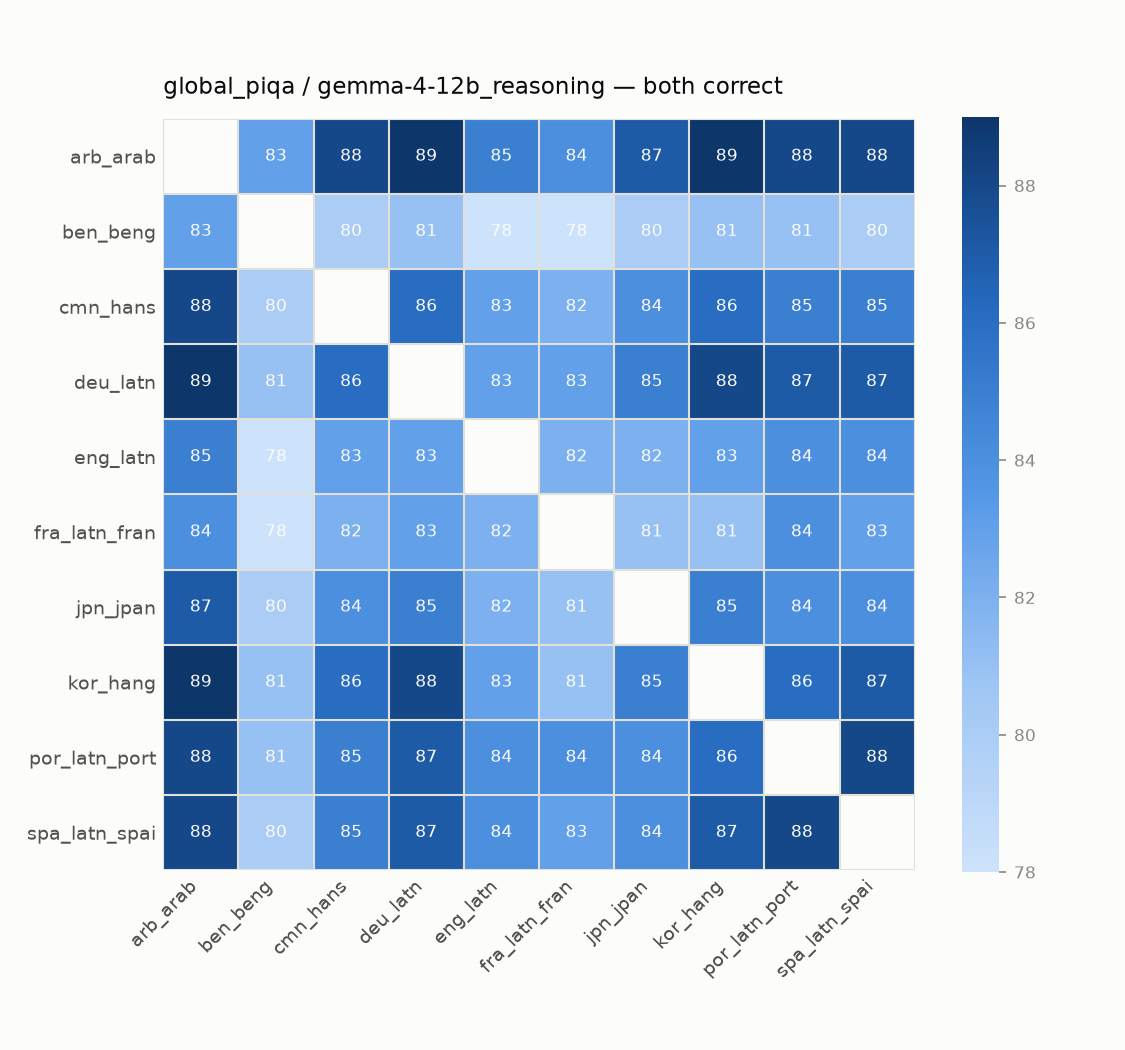 global_piqa / gemma-4-12b_reasoning — both correct
arb_arab 83 88 89 85 84 87 89 88 88
ben_beng 83 80 81 78 78 80 81 81 80
cmn_hans 88 80 86 83 82 84 86 85 85
deu_latn 89 81 86 83 83 85 88 87 87
eng_latn 85 78 83 83 82 82 83 84 84
fra_latn_fran 84 78 82 83 82 81 81 84 83
jpn_jpan 87 80 84 85 82 81 85 84 84
kor_hang 89 81 86 88 83 81 85 86 87
por_latn_port 88 81 85 87 84 84 84 86 88
spa_latn_spai 88 80 85 87 84 83 84 87 88
arb_arab ben_beng cmn_hans deu_latn eng_latn fra_latn_fran jpn_jpan kor_hang por_latn_port spa_latn_spai
88
86
84
82
80
78